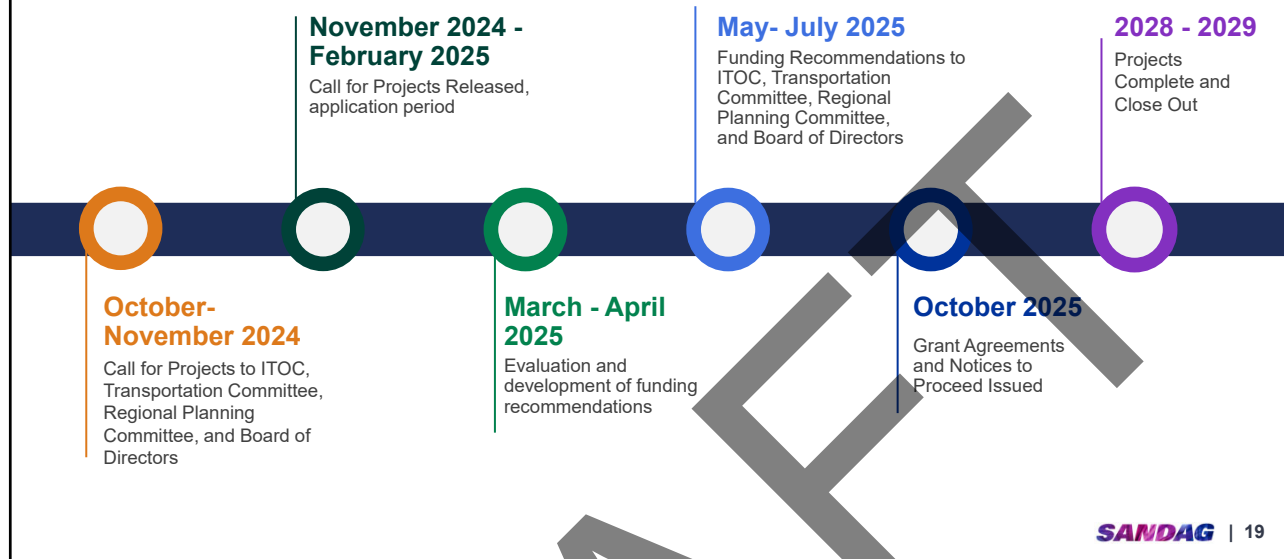 November 2024 -
February 2025
Call for Projects Released,
application period
May- July 2025
Funding Recommendations to
ITOC, Transportation
Committee, Regional
Planning Committee,
and Board of Directors
2028 - 2029
Projects
Complete and
Close Out
October-
November 2024
Call for Projects to ITOC,
Transportation Committee,
Regional Planning
Committee, and Board of
Directors
March - April
2025
Evaluation and
development of funding
recommendations
October 2025
Grant Agreements
and Notices to
Proceed Issued
SANDAG | 19